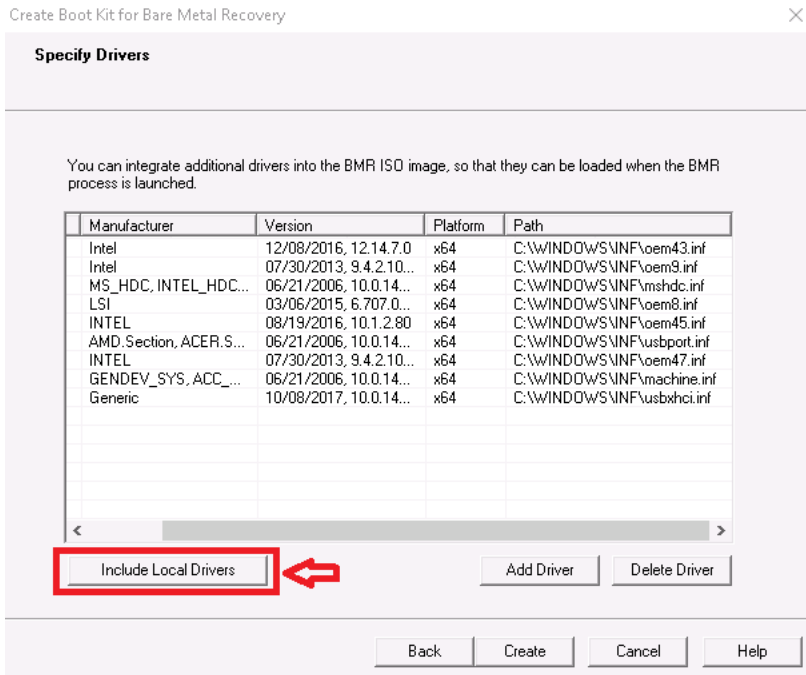 Create Boot Kit for Bare Metal Recovery
Specify Drivers
You can integrate additional drivers into the BMR ISO image, so that they can be loaded when the BMR
process is launched.
Manufacturer Version Platform Path
Intel 12/08/2016, 12.14.7.0 x64 C:\WINDOWS\INF\oem43.inf
Intel 07/30/2013, 9.4.2.10... x64 C:\WINDOWS\INF\oem9.inf
MS_HDC, INTEL_HDC... 06/21/2006, 10.0.14... x64 C:\WINDOWS\INF\mshdc.inf
LSI 03/06/2015, 6.707.0... x64 C:\WINDOWS\INF\oem8.inf
INTEL 08/19/2016, 10.1.2.80 x64 C:\WINDOWS\INF\oem45.inf
AMD.Section, ACER.S... 06/21/2006, 10.0.14... x64 C:\WINDOWS\INF\usbport.inf
INTEL 07/30/2013, 9.4.2.10... x64 C:\WINDOWS\INF\oem47.inf
GENDEV_SYS, ACC_... 06/21/2006, 10.0.14... x64 C:\WINDOWS\INF\machine.inf
Generic 10/08/2017, 10.0.14... x64 C:\WINDOWS\INF\usbxhci.inf
Include Local Drivers Add Driver Delete Driver
Back Create Cancel Help